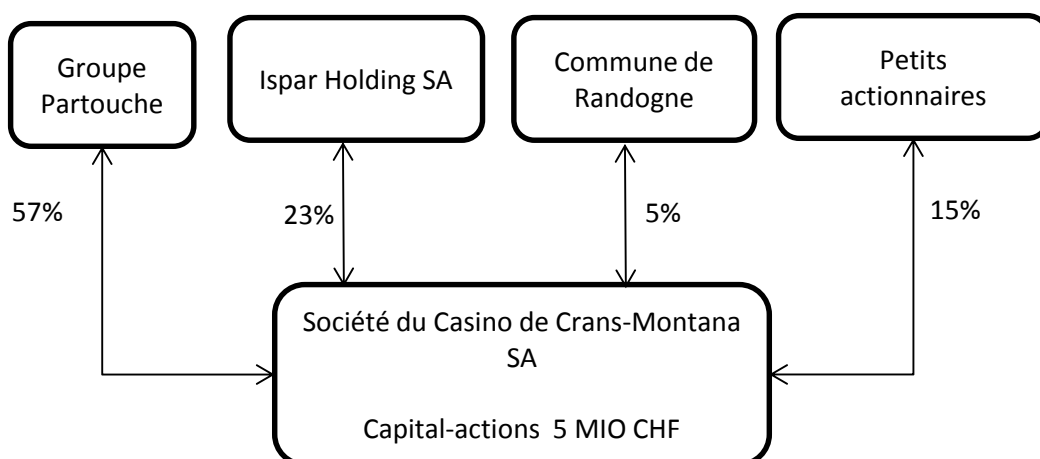 Groupe
Partouche
Ispar Holding SA
Commune de
Randogne
Petits
actionnaires
57%
23%
5%
15%
Société du Casino de Crans-Montana
SA
Capital-actions 5 MIO CHF